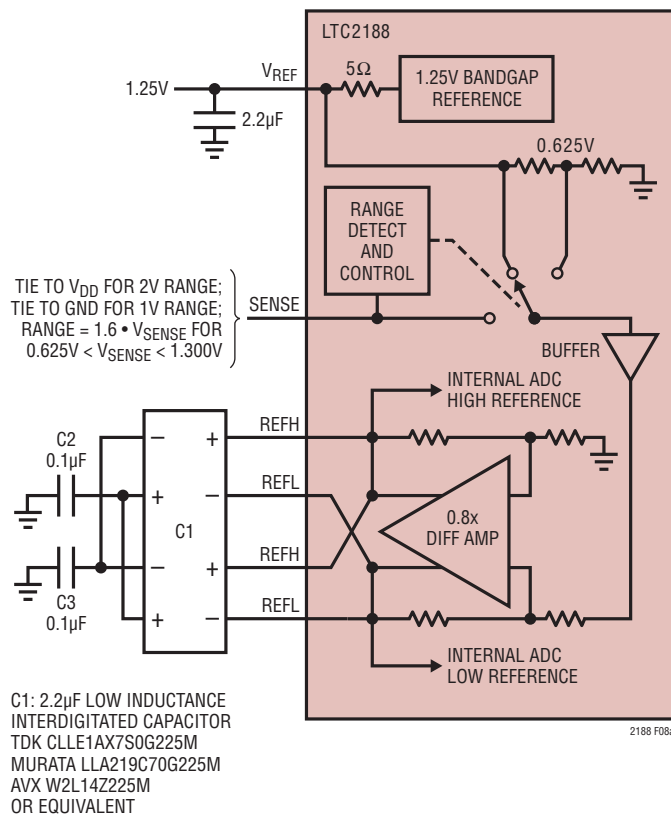 LTC2188
1.25V
VREF
5Ω
1.25V BANDGAP
REFERENCE
2.2µF
0.625V
RANGE
DETECT
AND
CONTROL
TIE TO VDD FOR 2V RANGE;
TIE TO GND FOR 1V RANGE;
RANGE = 1.6 • VSENSE FOR
0.625V < VSENSE < 1.300V
SENSE
BUFFER
INTERNAL ADC
HIGH REFERENCE
C2
0.1µF
– +
REFH
+ –
REFL
C1
0.8x
DIFF AMP
– +
REFH
C3
0.1µF
+ –
REFL
INTERNAL ADC
LOW REFERENCE
C1: 2.2µF LOW INDUCTANCE
INTERDIGITATED CAPACITOR
TDK CLLE1AX7S0G225M
MURATA LLA219C70G225M
AVX W2L14Z225M
OR EQUIVALENT
2188 F08a